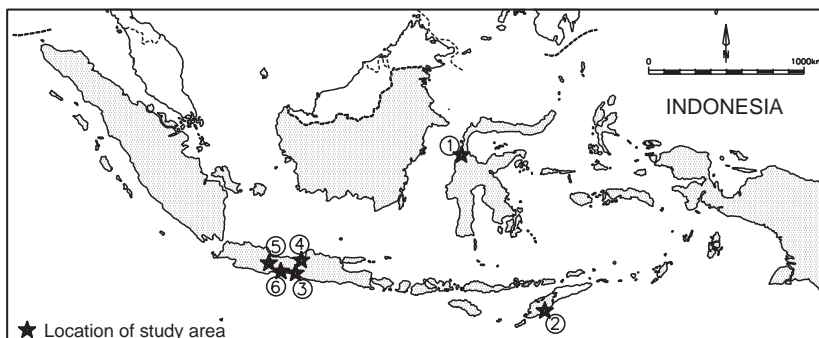 N
0 1000km
INDONESIA
①
⑤ ④
⑥ ③
②
★ Location of study area